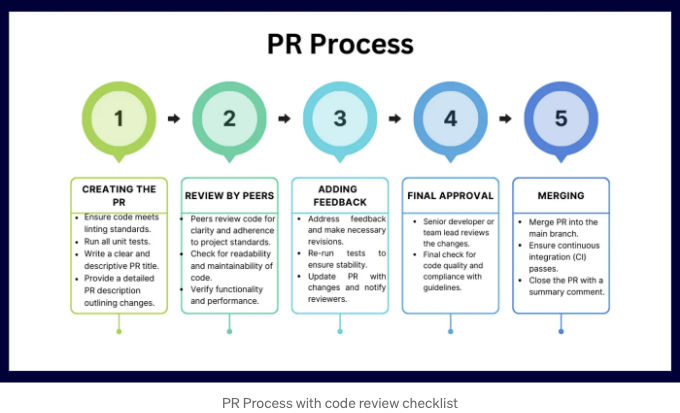 PR Process
1
2
3
4
5
CREATING THE
PR
• Ensure code meets
linting standards.
• Run all unit tests.
• Write a clear and
descriptive PR title.
• Provide a detailed
PR description
outlining changes.
REVIEW BY PEERS
• Peers review code for
clarity and adherence
to project standards.
• Check for readability
and maintainability of
code.
• Verify functionality
and performance.
ADDING
FEEDBACK
• Address feedback
and make necessary
revisions.
• Re-run tests to
ensure stability.
• Update PR with
changes and notify
reviewers.
FINAL APPROVAL
• Senior developer or
team lead reviews
the changes.
• Final check for
code quality and
compliance with
guidelines.
MERGING
• Merge PR into the
main branch.
• Ensure continuous
integration (CI)
passes.
• Close the PR with a
summary comment.
PR Process with code review checklist